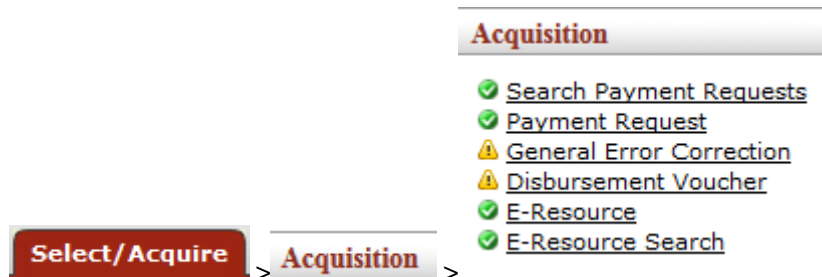 Acquisition
Search Payment Requests
Payment Request
General Error Correction
Disbursement Voucher
E-Resource
E-Resource Search
Select/Acquire > Acquisition >